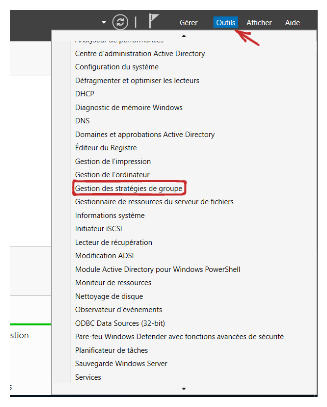 Gérer Outils Afficher Aide
Analyseur de performances
Centre d'administration Active Directory
Configuration du système
Défragmenter et optimiser les lecteurs
DHCP
Diagnostic de mémoire Windows
DNS
Domaines et approbations Active Directory
Éditeur du Registre
Gestion de l'impression
Gestion de l'ordinateur
Gestion des stratégies de groupe
Gestionnaire de ressources du serveur de fichiers
Informations système
Initiateur iSCSI
Lecteur de récupération
Modification ADSI
Module Active Directory pour Windows PowerShell
Moniteur de ressources
Nettoyage de disque
Observateur d'événements
ODBC Data Sources (32-bit)
stion
Pare-feu Windows Defender avec fonctions avancées de sécurité
Planificateur de tâches
Sauvegarde Windows Server
Services